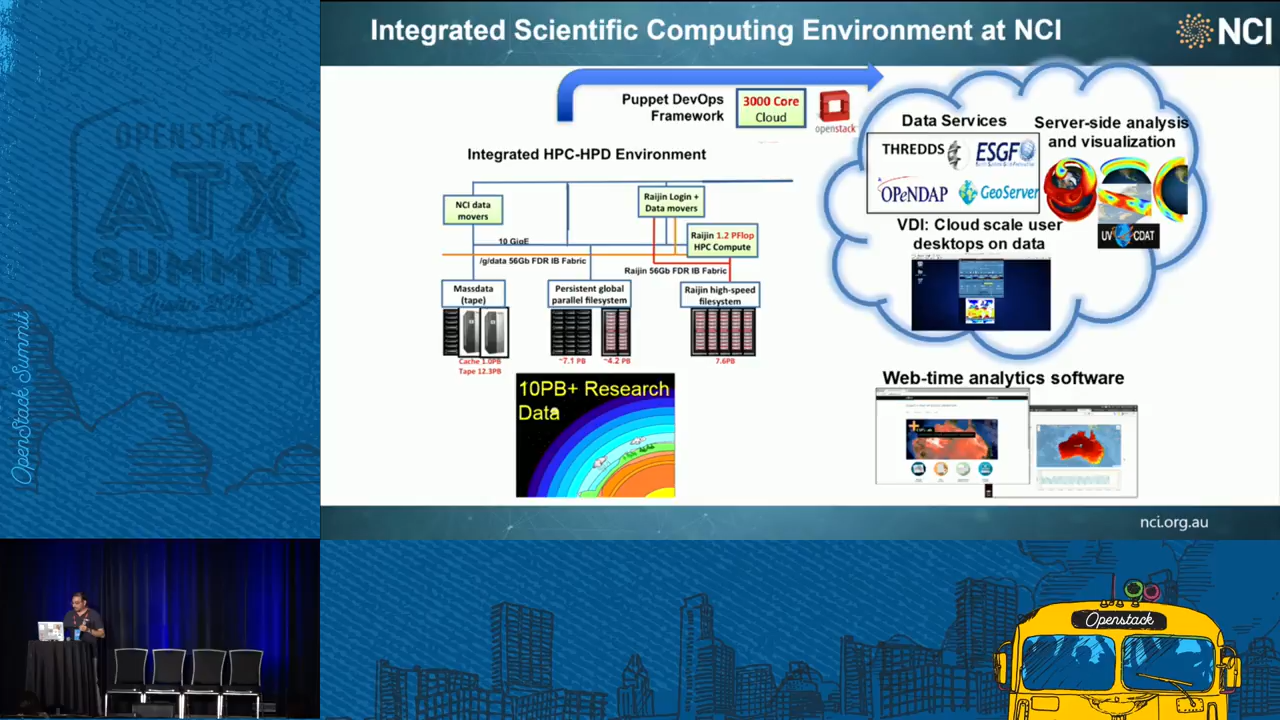 Integrated Scientific Computing Environment at NCI
NCI
Puppet DevOps
Framework
3000 Core
Cloud
openstack
Integrated HPC-HPD Environment
NCI data
movers
Raijin Login +
Data movers
Raijin 1.2 PFlop
HPC Compute
10 GigE
/g/data 56Gb FDR IB Fabric
Raijin 56Gb FDR IB Fabric
Massdata
(tape)
Persistent global
parallel filesystem
Raijin high-speed
filesystem
Cache 1.0PB
Tape 12.3PB
~7.1 PB
~4.2 PB
7.6PB
10PB+ Research
Data
Data Services
THREDDS
ESGF
OPeNDAP
GeoServer
Server-side analysis
and visualization
UV CDAT
VDI: Cloud scale user
desktops on data
Web-time analytics software
nci.org.au
OPENSTACK
ATX
OpenStack Summit
Openstack